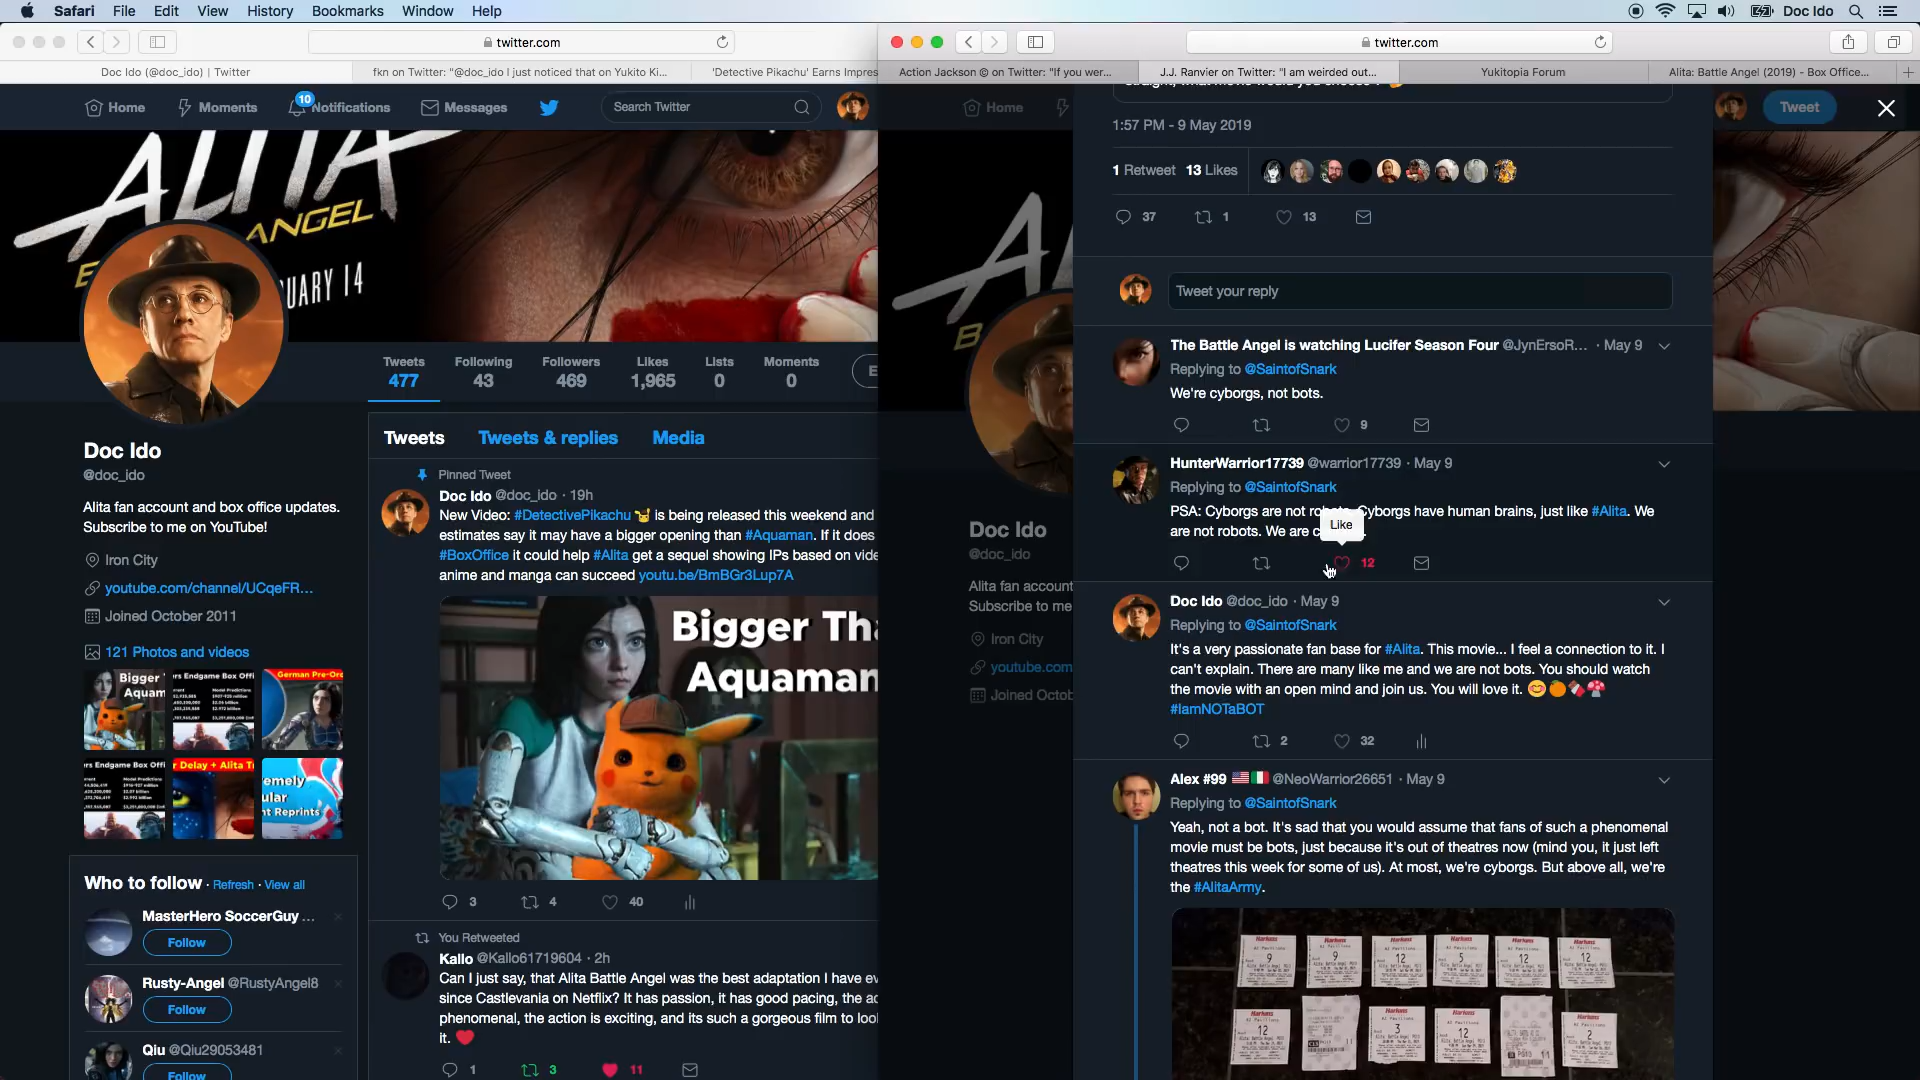 Safari File Edit View History Bookmarks Window Help
Doc Ido
twitter.com
Doc Ido (@doc_ido) | Twitter
fkn on Twitter: "@doc_ido I just noticed that on Yukito Ki...
'Detective Pikachu' Earns Impres
Home Moments 10 Notifications Messages
Search Twitter
ALITA
ANGEL
UARY 14
Tweets Following Followers Likes Lists Moments
477 43 469 1,965 0 0
Doc Ido
@doc_ido
Alita fan account and box office updates.
Subscribe to me on YouTube!
Iron City
youtube.com/channel/UCqeFR...
Joined October 2011
121 Photos and videos
Who to follow · Refresh · View all
MasterHero SoccerGuy ...
Follow
Rusty-Angel @RustyAngel8
Follow
Qiu @Qiu29053481
Follow
Tweets Tweets & replies Media
Pinned Tweet
Doc Ido @doc_ido · 19h
New Video: #DetectivePikachu is being released this weekend and
estimates say it may have a bigger opening than #Aquaman. If it does
#BoxOffice it could help #Alita get a sequel showing IPs based on vide
anime and manga can succeed youtu.be/BmBGr3Lup7A
Bigger Tha
Aquaman
3 4 40
You Retweeted
Kallo @Kallo61719604 · 2h
Can I just say, that Alita Battle Angel was the best adaptation I have ev
since Castlevania on Netflix? It has passion, it has good pacing, the ac
phenomenal, the action is exciting, and its such a gorgeous film to look
it. ❤️
1 3 11
twitter.com
Action Jackson © on Twitter: "If you wer...
J.J. Ranvier on Twitter: "I am weirded out...
Yukitopia Forum
Alita: Battle Angel (2019) - Box Office...
Home
Tweet
Doc Ido
@doc_ido
Alita fan account
Subscribe to me
Iron City
youtube.com
Joined Octob
1:57 PM - 9 May 2019
1 Retweet 13 Likes
37 1 13
Tweet your reply
The Battle Angel is watching Lucifer Season Four @JynErsoR... · May 9
Replying to @SaintofSnark
We're cyborgs, not bots.
9
HunterWarrior17739 @warrior17739 · May 9
Replying to @SaintofSnark
PSA: Cyborgs are not Cyborgs have human brains, just like #Alita. We
are not robots. We are
Like
12
Doc Ido @doc_ido · May 9
Replying to @SaintofSnark
It's a very passionate fan base for #Alita. This movie... I feel a connection to it. I
can't explain. There are many like me and we are not bots. You should watch
the movie with an open mind and join us. You will love it. 😊🍊🍫🍄
#IamNOTaBOT
2 32
Alex #99 🇺🇸🇮🇹 @NeoWarrior26651 · May 9
Replying to @SaintofSnark
Yeah, not a bot. It's sad that you would assume that fans of such a phenomenal
movie must be bots, just because it's out of theatres now (mind you, it just left
theatres this week for some of us). At most, we're cyborgs. But above all, we're
the #AlitaArmy.
Harkins Harkins Harkins Harkins Harkins Harkins
9 9 12 5 12 12
Harkins
12 3 12 2